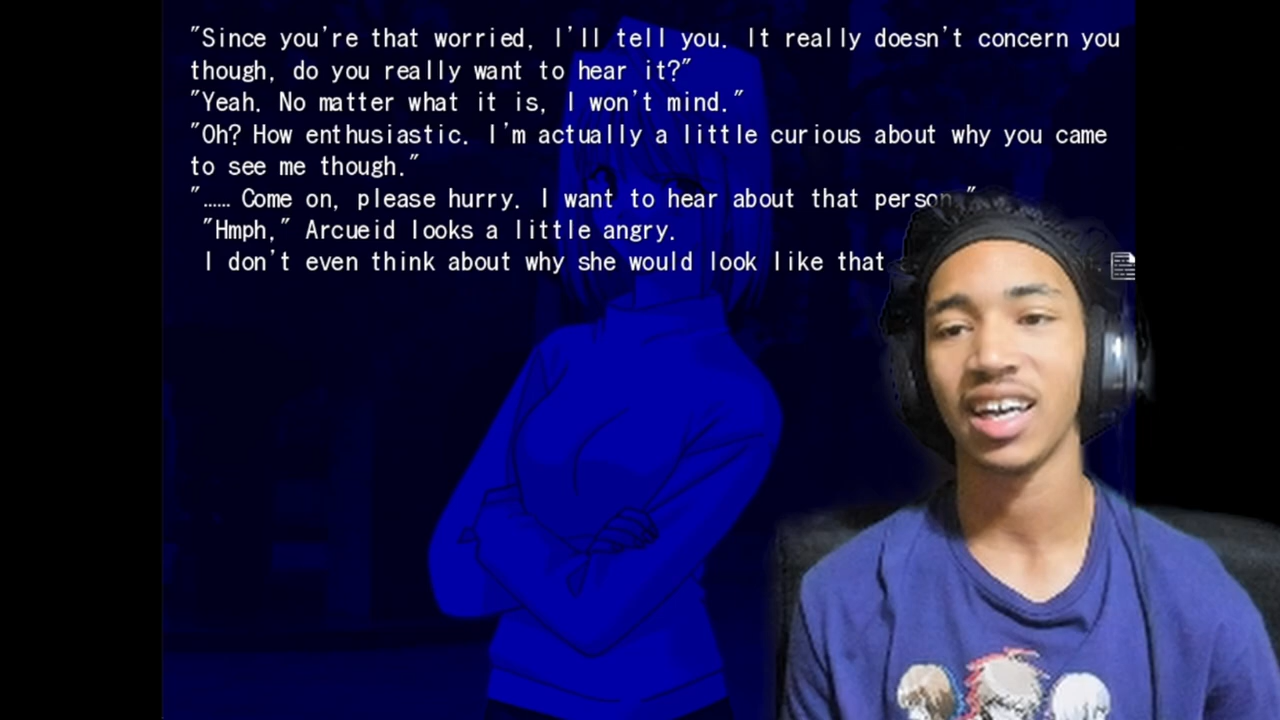 "Since you're that worried, I'll tell you. It really doesn't concern you
though, do you really want to hear it?"
"Yeah. No matter what it is, I won't mind."
"Oh? How enthusiastic. I'm actually a little curious about why you came
to see me though."
"…… Come on, please hurry. I want to hear about that person."
"Hmph," Arcueid looks a little angry.
I don't even think about why she would look like that